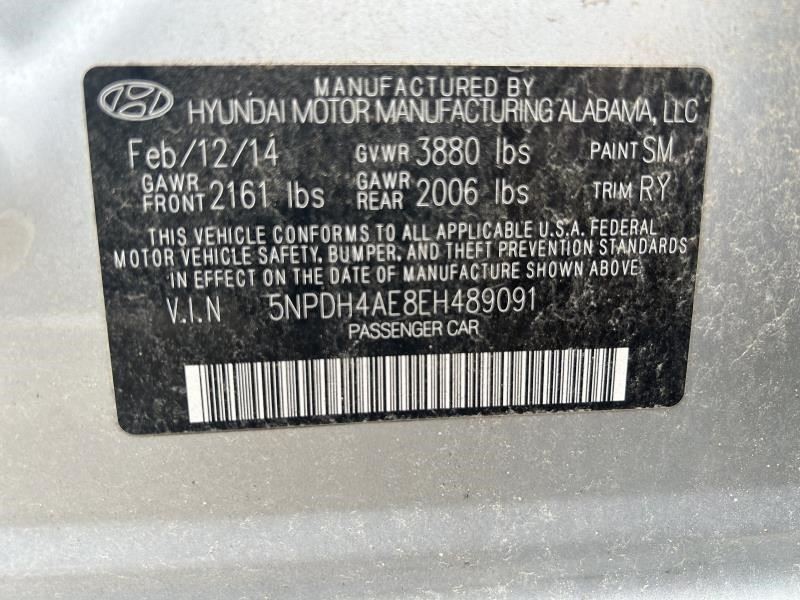 MANUFACTURED BY
HYUNDAI MOTOR MANUFACTURING ALABAMA, LLC
Feb/12/14 GVWR 3880 lbs PAINT SM
GAWR FRONT 2161 lbs GAWR REAR 2006 lbs TRIM RY
THIS VEHICLE CONFORMS TO ALL APPLICABLE U.S.A. FEDERAL
MOTOR VEHICLE SAFETY, BUMPER, AND THEFT PREVENTION STANDARDS
IN EFFECT ON THE DATE OF MANUFACTURE SHOWN ABOVE.
V.I.N 5NPDH4AE8EH489091
PASSENGER CAR